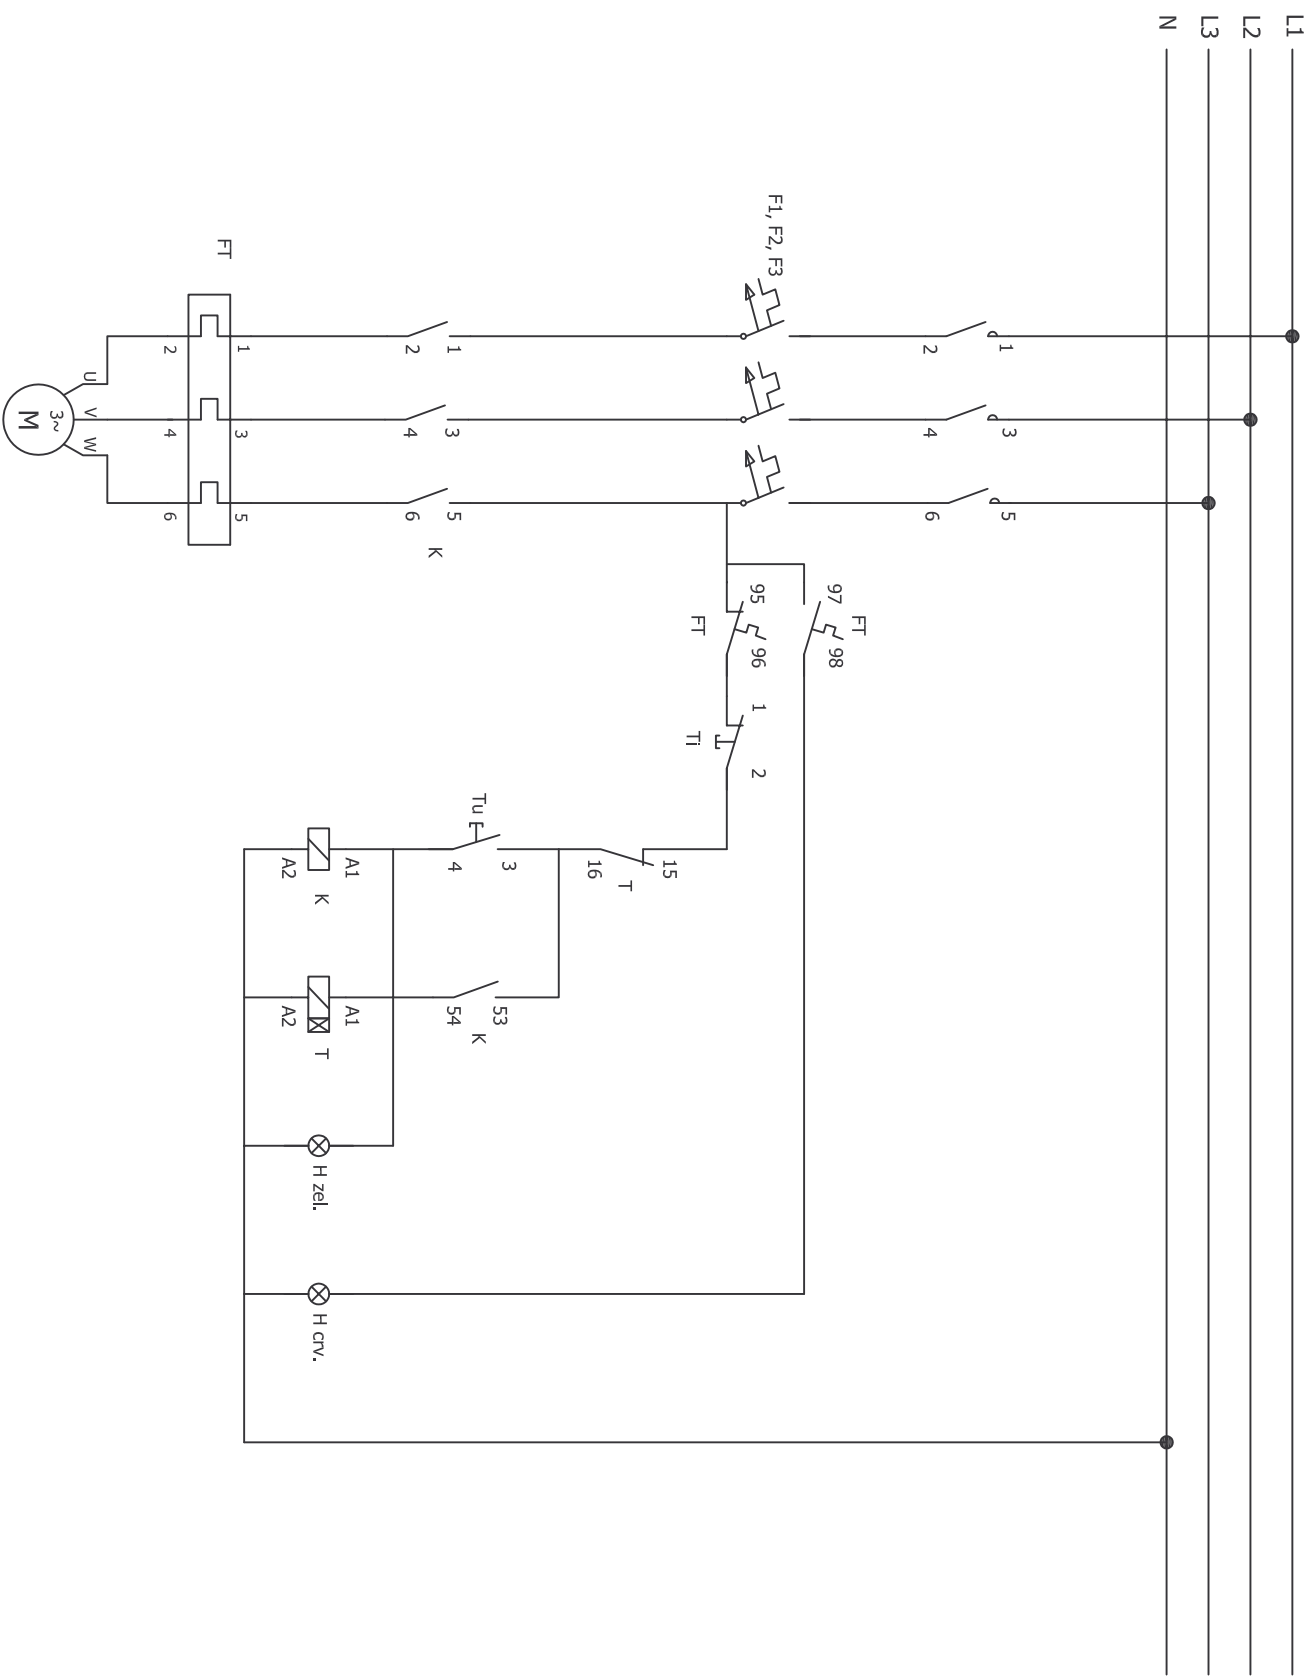 L1
L2
L3
N
1 3 5
2 4 6
FT
97 98
F1, F2, F3
95 96 1 2
FT Ti
15
T
16
3 53
Tu K
1 3 5 4 54
K
2 4 6
A1 A1
K T H zel. H crv.
A2 A2
1 3 5
FT
2 4 6
U V W
3~
M